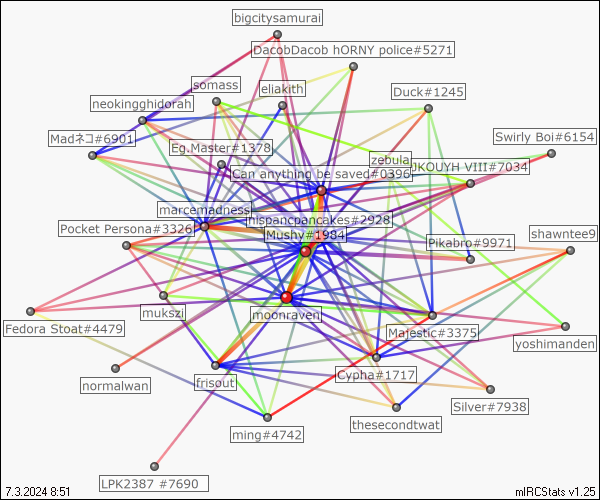 bigcitysamurai
DacobDacob hORNY police#5271
somass
eliakith
neokingghidorah
Duck#1245
Madネコ#6901
Swirly Boi#6154
Eg.Master#1378
zebula
Can anything be saved#0396
JKOUYH VIII#7034
marcemadness
hispancpancakes#2928
Pocket Persona#3326
Mushy#1984
shawntee9
Pikabro#9971
mukszi
moonraven
Fedora Stoat#4479
Majestic#3375
yoshimanden
normalwan
frisout
Cypha#1717
Silver#7938
thesecondtwat
ming#4742
LPK2387 #7690
7.3.2024 8:51
mIRCStats v1.25